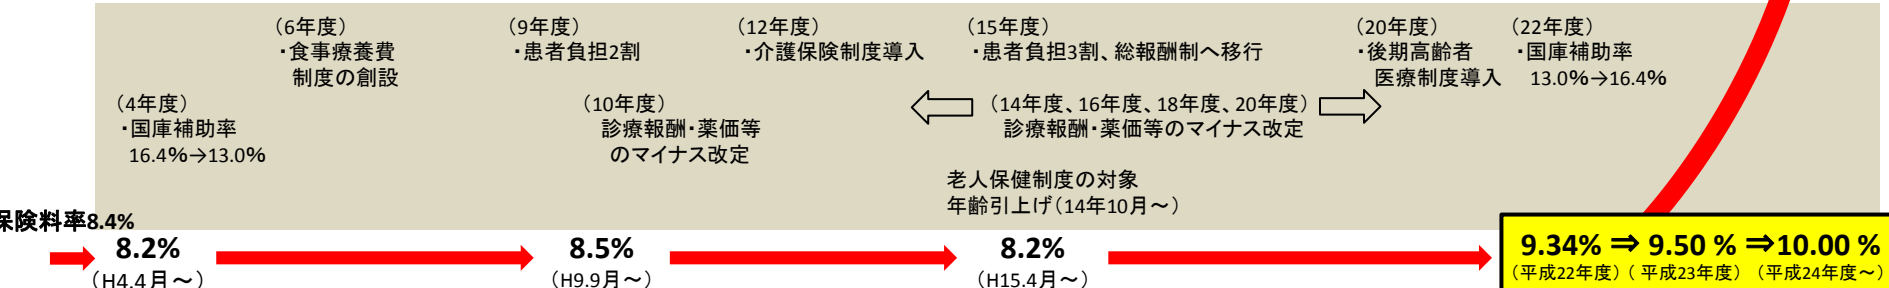 （4年度）
・国庫補助率
16.4%→13.0%
（6年度）
・食事療養費
制度の創設
（9年度）
・患者負担2割
（10年度）
診療報酬・薬価等
のマイナス改定
（12年度）
・介護保険制度導入
（15年度）
・患者負担3割、総報酬制へ移行
（14年度、16年度、18年度、20年度）
診療報酬・薬価等のマイナス改定
老人保健制度の対象
年齢引上げ（14年10月～）
（20年度）
・後期高齢者
医療制度導入
（22年度）
・国庫補助率
13.0%→16.4%
保険料率8.4%
8.2%
（H4.4月～）
8.5%
（H9.9月～）
8.2%
（H15.4月～）
9.34% ⇒ 9.50 % ⇒10.00 %
（平成22年度）（ 平成23年度） （平成24年度～）